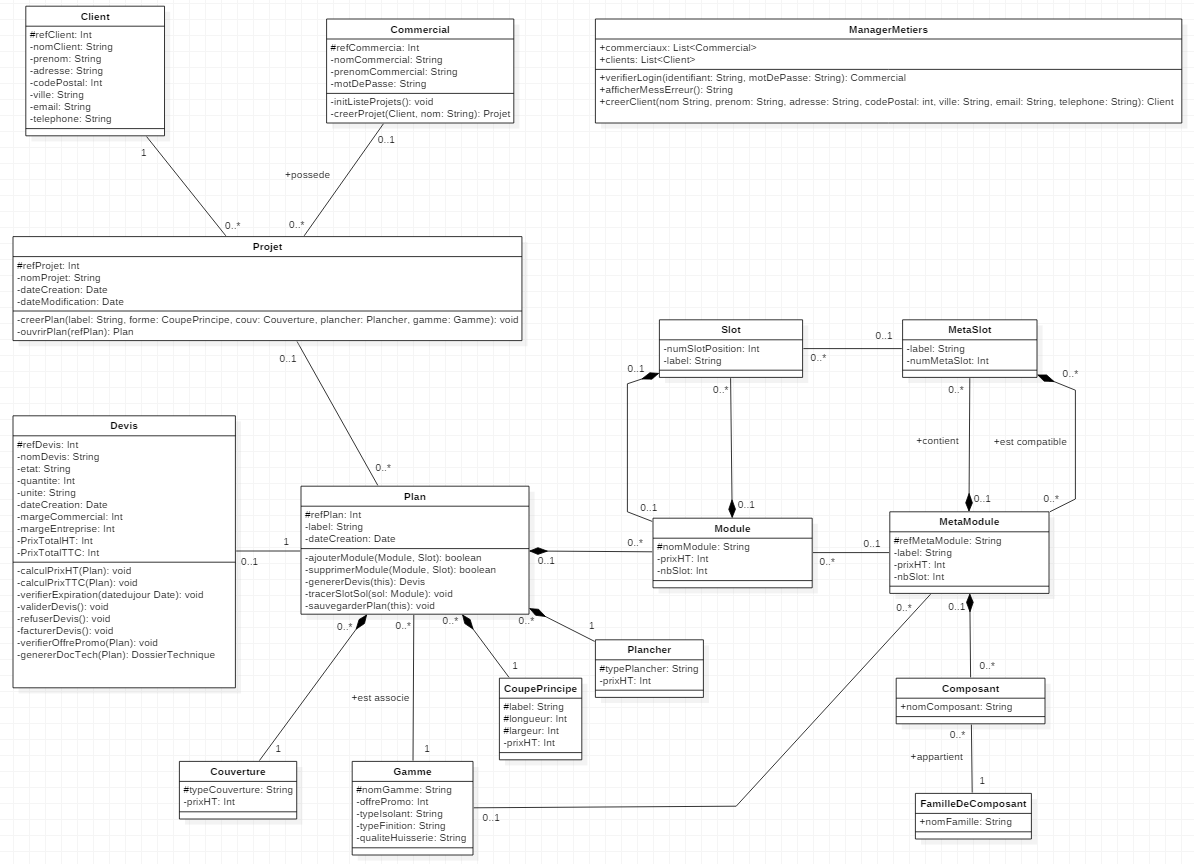 Client
#refClient: Int
-nomClient: String
-prenom: String
-adresse: String
-codePostal: Int
-ville: String
-email: String
-telephone: String
Commercial
#refCommercia: Int
-nomCommercial: String
-prenomCommercial: String
-motDePasse: String
-initListeProjets(): void
-creerProjet(Client, nom: String): Projet
ManagerMetiers
+commerciaux: List<Commercial>
+clients: List<Client>
+verifierLogin(identifiant: String, motDePasse: String): Commercial
+afficherMessErreur(): String
+creerClient(nom String, prenom: String, adresse: String, codePostal: int, ville: String, email: String, telephone: String): Client
1
0..1
+possede
0..*
0..*
Projet
#refProjet: Int
-nomProjet: String
-dateCreation: Date
-dateModification: Date
-creerPlan(label: String, forme: CoupePrincipe, couv: Couverture, plancher: Plancher, gamme: Gamme): void
-ouvrirPlan(refPlan): Plan
0..1
0..*
Slot
-numSlotPosition: Int
-label: String
0..*
0..1
MetaSlot
-label: String
-numMetaSlot: Int
0..1
0..*
0..*
0..*
+contient
+est compatible
0..1
0..1
0..1
0..*
Devis
#refDevis: Int
-nomDevis: String
-etat: String
-quantite: Int
-unite: String
-dateCreation: Date
-margeCommercial: Int
-margeEntreprise: Int
-PrixTotalHT: Int
-PrixTotalTTC: Int
-calculPrixHT(Plan): void
-calculPrixTTC(Plan): void
-verifierExpiration(datedujour Date): void
-validerDevis(): void
-refuserDevis(): void
-facturerDevis(): void
-verifierOffrePromo(Plan): void
-genererDocTech(Plan): DossierTechnique
1
0..1
Plan
#refPlan: Int
-label: String
-dateCreation: Date
-ajouterModule(Module, Slot): boolean
-supprimerModule(Module, Slot): boolean
-genererDevis(this): Devis
-tracerSlotSol(sol: Module): void
-sauvegarderPlan(this): void
0..*
0..1
Module
#nomModule: String
-prixHT: Int
-nbSlot: Int
0..1
0..*
MetaModule
#refMetaModule: String
-label: String
-prixHT: Int
-nbSlot: Int
0..*
0..*
0..*
0..*
1
0..*
0..1
Plancher
#typePlancher: String
-prixHT: Int
1
0..*
CoupePrincipe
#label: String
#longueur: Int
#largeur: Int
-prixHT: Int
Composant
+nomComposant: String
+est associe
0..*
+appartient
1
1
1
Couverture
#typeCouverture: String
-prixHT: Int
Gamme
#nomGamme: String
-offrePromo: Int
-typeIsolant: String
-typeFinition: String
-qualiteHuisserie: String
0..1
FamilleDeComposant
+nomFamille: String